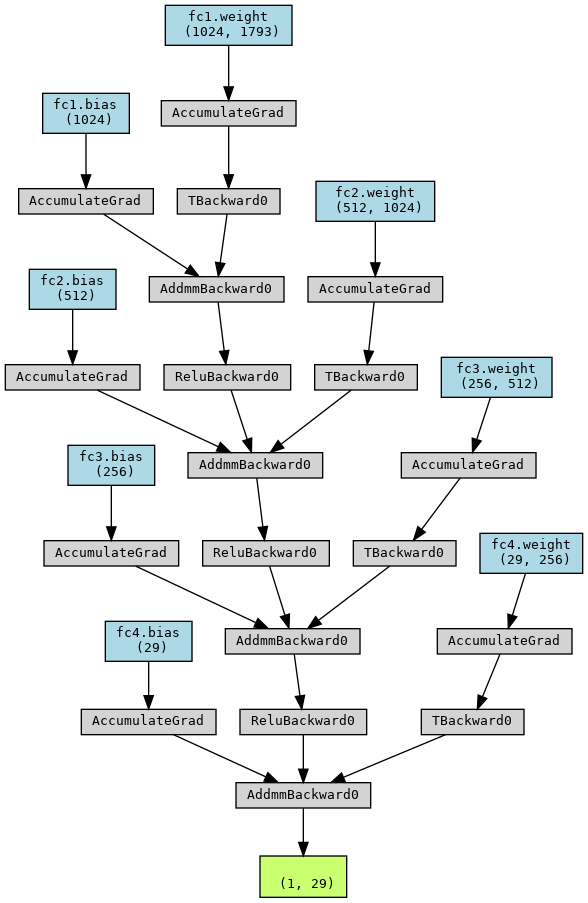 fc1.weight
(1024, 1793)
AccumulateGrad
fc1.bias
(1024)
AccumulateGrad
TBackward0
fc2.weight
(512, 1024)
AddmmBackward0
AccumulateGrad
fc2.bias
(512)
AccumulateGrad
ReluBackward0
TBackward0
fc3.weight
(256, 512)
AddmmBackward0
AccumulateGrad
fc3.bias
(256)
AccumulateGrad
ReluBackward0
TBackward0
fc4.weight
(29, 256)
AddmmBackward0
AccumulateGrad
fc4.bias
(29)
AccumulateGrad
ReluBackward0
TBackward0
AddmmBackward0
(1, 29)